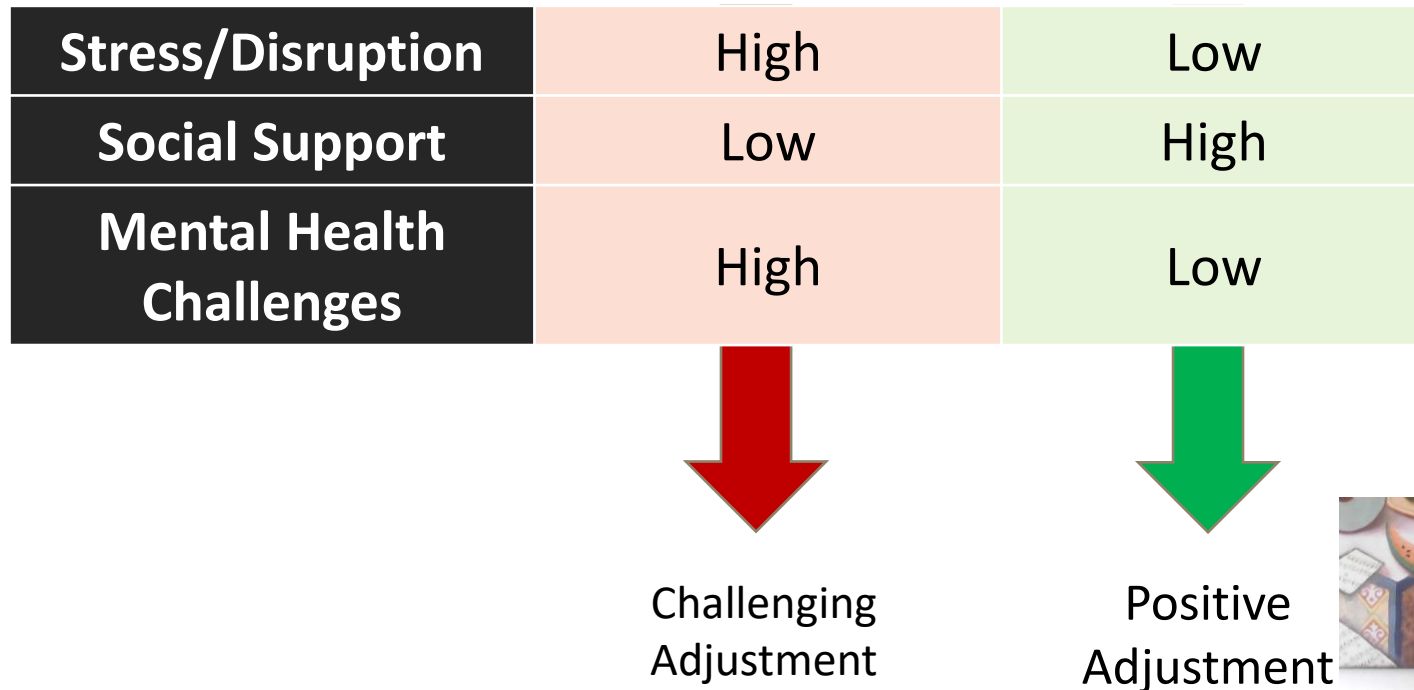 Stress/Disruption High Low
Social Support Low High
Mental Health
Challenges High Low
Challenging
Adjustment
Positive
Adjustment